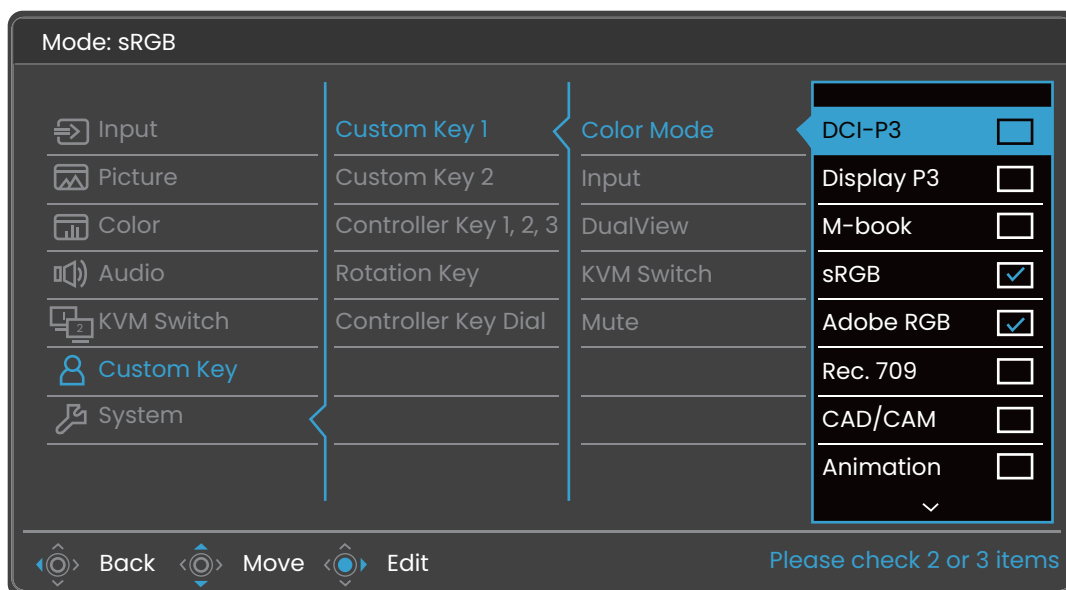 Mode: sRGB
Input
Picture
Color
Audio
KVM Switch
2
Custom Key
System
Custom Key 1
Custom Key 2
Controller Key 1, 2, 3
Rotation Key
Controller Key Dial
Color Mode
Input
DualView
KVM Switch
Mute
DCI-P3
Display P3
M-book
sRGB
Adobe RGB
Rec. 709
CAD/CAM
Animation
Back
Move
Edit
Please check 2 or 3 items